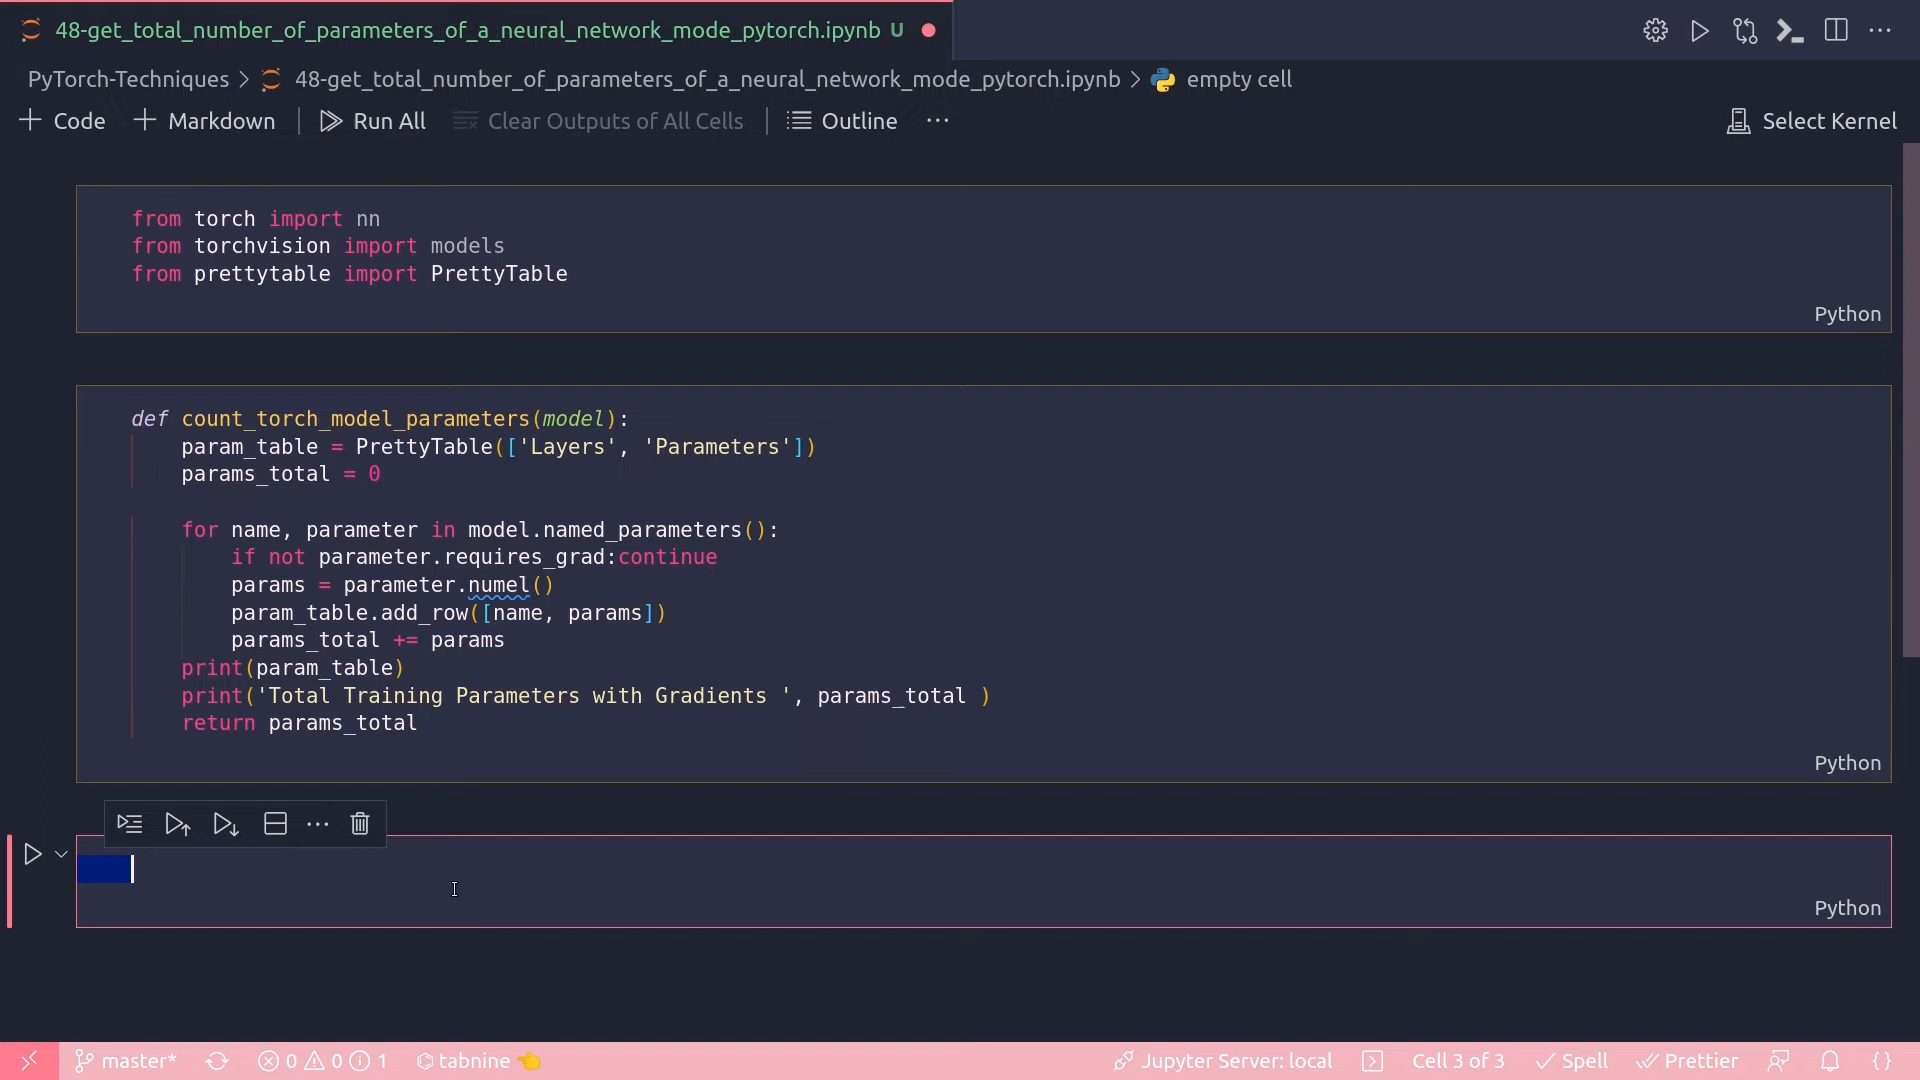 48-get_total_number_of_parameters_of_a_neural_network_mode_pytorch.ipynb U
PyTorch-Techniques > 48-get_total_number_of_parameters_of_a_neural_network_mode_pytorch.ipynb > empty cell
+ Code + Markdown | Run All Clear Outputs of All Cells | Outline ... Select Kernel
from torch import nn
from torchvision import models
from prettytable import PrettyTable
Python
def count_torch_model_parameters(model):
    param_table = PrettyTable(['Layers', 'Parameters'])
    params_total = 0
    for name, parameter in model.named_parameters():
        if not parameter.requires_grad:continue
        params = parameter.numel()
        param_table.add_row([name, params])
        params_total += params
    print(param_table)
    print('Total Training Parameters with Gradients ', params_total )
    return params_total
Python
Python
master* 0 0 1 tabnine Jupyter Server: local Cell 3 of 3 Spell Prettier {}